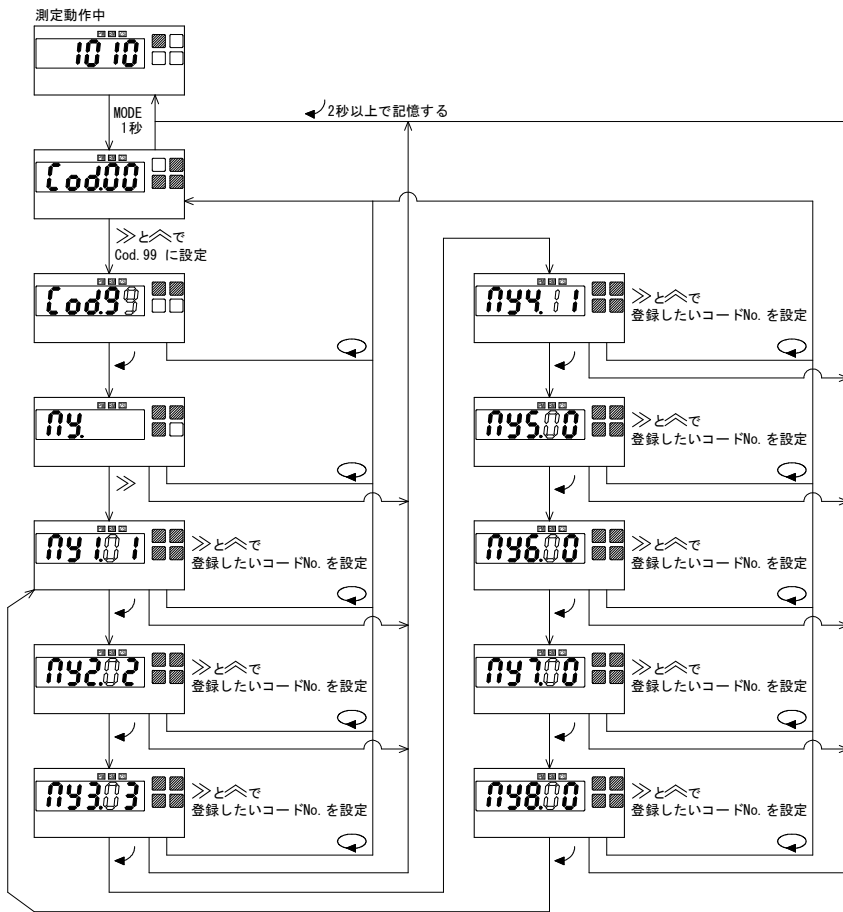 測定動作中
1010
MODE
1秒
2秒以上で記憶する
Cod.00
≫と︽で
Cod.99 に設定
Cod.99
My.
≫
My1.01
≫と︽で
登録したいコードNo. を設定
My2.02
≫と︽で
登録したいコードNo. を設定
My3.03
≫と︽で
登録したいコードNo. を設定
My4.11
≫と︽で
登録したいコードNo. を設定
My5.00
≫と︽で
登録したいコードNo. を設定
My6.00
≫と︽で
登録したいコードNo. を設定
My7.00
≫と︽で
登録したいコードNo. を設定
My8.00
≫と︽で
登録したいコードNo. を設定